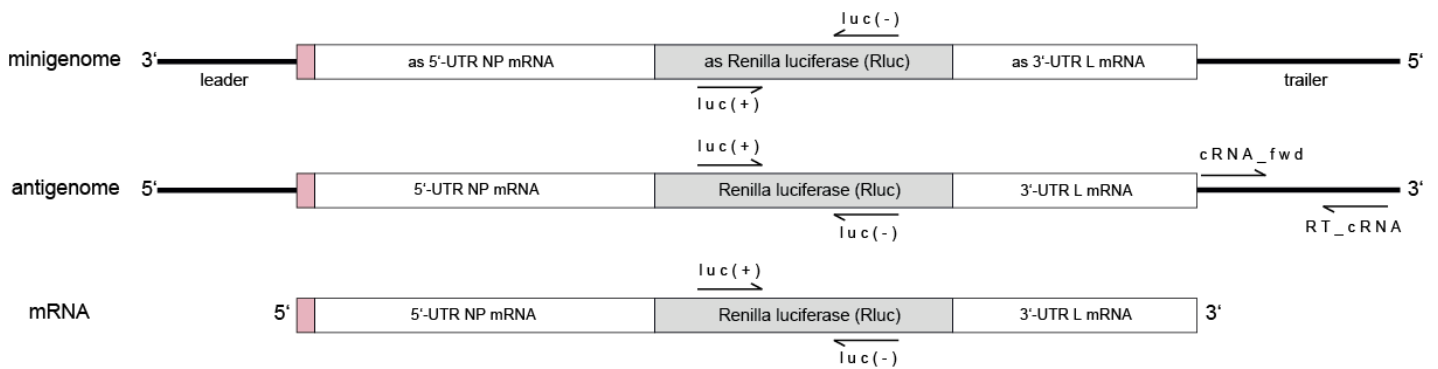 luc(-)
minigenome 3‘ as 5‘-UTR NP mRNA as Renilla luciferase (Rluc) as 3‘-UTR L mRNA 5‘
leader trailer
luc(+)
luc(+) cRNA_fwd
antigenome 5‘ 5‘-UTR NP mRNA Renilla luciferase (Rluc) 3‘-UTR L mRNA 3‘
luc(-) RT_cRNA
luc(+)
mRNA 5‘ 5‘-UTR NP mRNA Renilla luciferase (Rluc) 3‘-UTR L mRNA 3‘
luc(-)